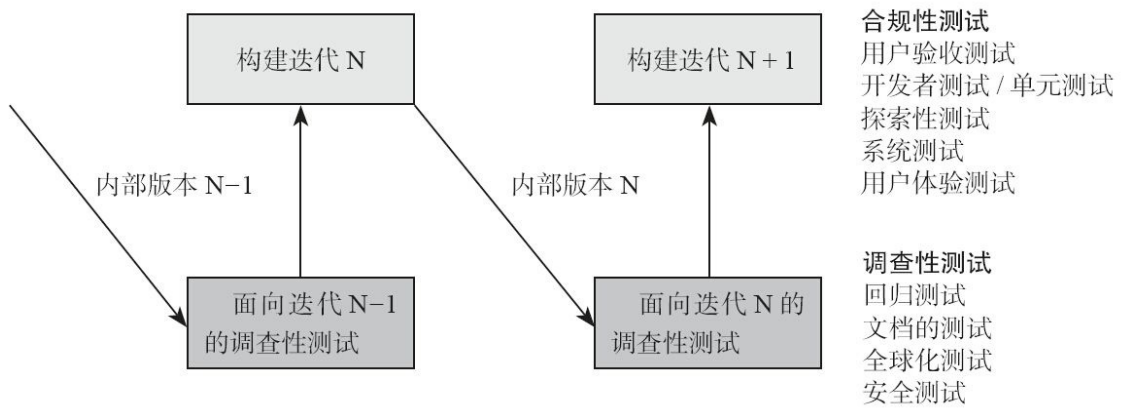 构建迭代 N
构建迭代 N + 1
内部版本 N−1
内部版本 N
面向迭代 N−1
的调查性测试
面向迭代 N 的
调查性测试
合规性测试
用户验收测试
开发者测试 / 单元测试
探索性测试
系统测试
用户体验测试
调查性测试
回归测试
文档的测试
全球化测试
安全测试